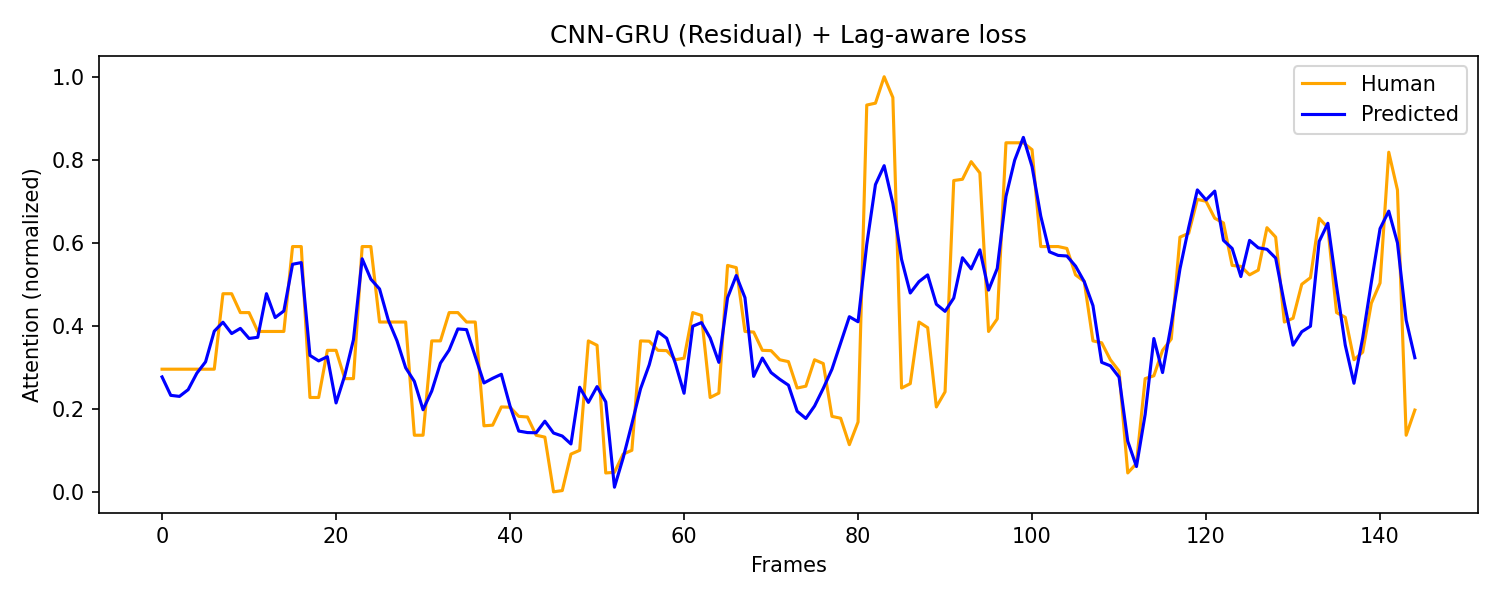 CNN-GRU (Residual) + Lag-aware loss
Human
Predicted
Attention (normalized)
1.0
0.8
0.6
0.4
0.2
0.0
0 20 40 60 80 100 120 140
Frames